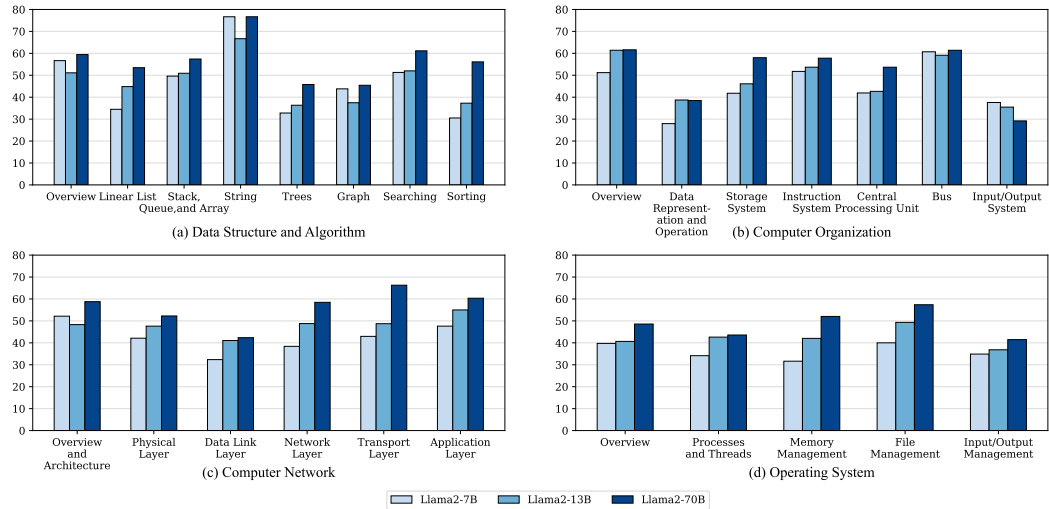 80
70
60
50
40
30
20
10
0
Overview Linear List Stack, String Trees Graph Searching Sorting
Queue,and Array
(a) Data Structure and Algorithm
80
70
60
50
40
30
20
10
0
Overview Data Storage Instruction Central Bus Input/Output
Represent- System System Processing Unit System
ation and
Operation
(b) Computer Organization
80
70
60
50
40
30
20
10
0
Overview Physical Data Link Network Transport Application
and Layer Layer Layer Layer Layer
Architecture
(c) Computer Network
80
70
60
50
40
30
20
10
0
Overview Processes Memory File Input/Output
and Threads Management Management Management
(d) Operating System
Llama2-7B Llama2-13B Llama2-70B